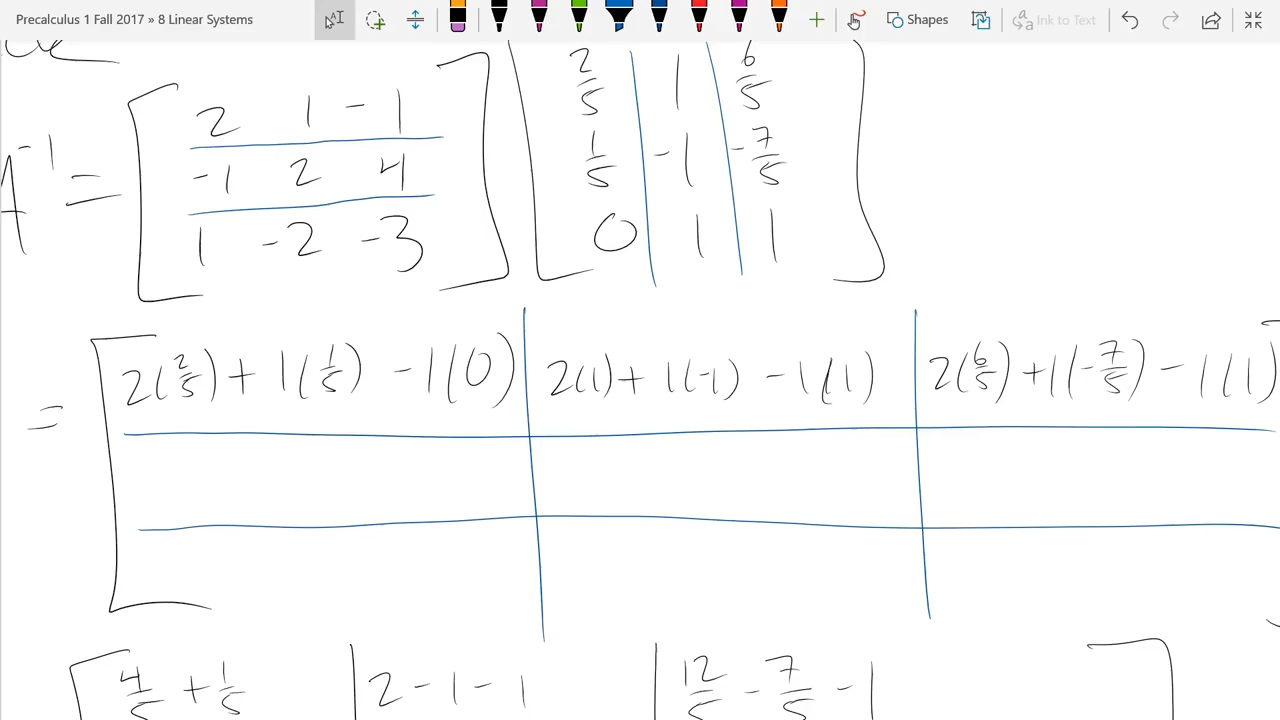 Precalculus 1 Fall 2017 » 8 Linear Systems
Shapes
Ink to Text
A^-1 = [2 1 -1] [2/5 1 6/5]
[-1 2 4] [1/5 -1 -7/5]
[1 -2 -3] [0 1 1]
= [2(2/5) + 1(1/5) - 1(0) | 2(1) + 1(-1) - 1(1) | 2(6/5) + 1(-7/5) - 1(1)]
[4/5 + 1/5 | 2 - 1 - 1 | 12/5 - 7/5 - 1]